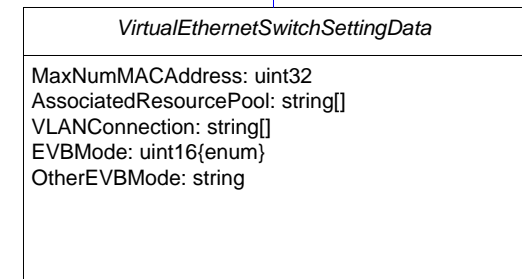 VirtualEthernetSwitchSettingData
MaxNumMACAddress: uint32
AssociatedResourcePool: string[]
VLANConnection: string[]
EVBMode: uint16{enum}
OtherEVBMode: string